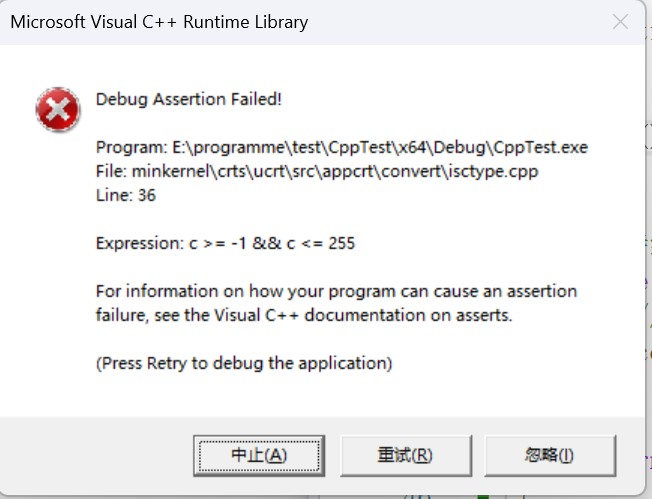 Microsoft Visual C++ Runtime Library
Debug Assertion Failed!
Program: E:\programme\test\CppTest\x64\Debug\CppTest.exe
File: minkernel\crts\ucrt\src\appcrt\convert\isctype.cpp
Line: 36
Expression: c >= -1 && c <= 255
For information on how your program can cause an assertion
failure, see the Visual C++ documentation on asserts.
(Press Retry to debug the application)
中止(A) 重试(R) 忽略(I)